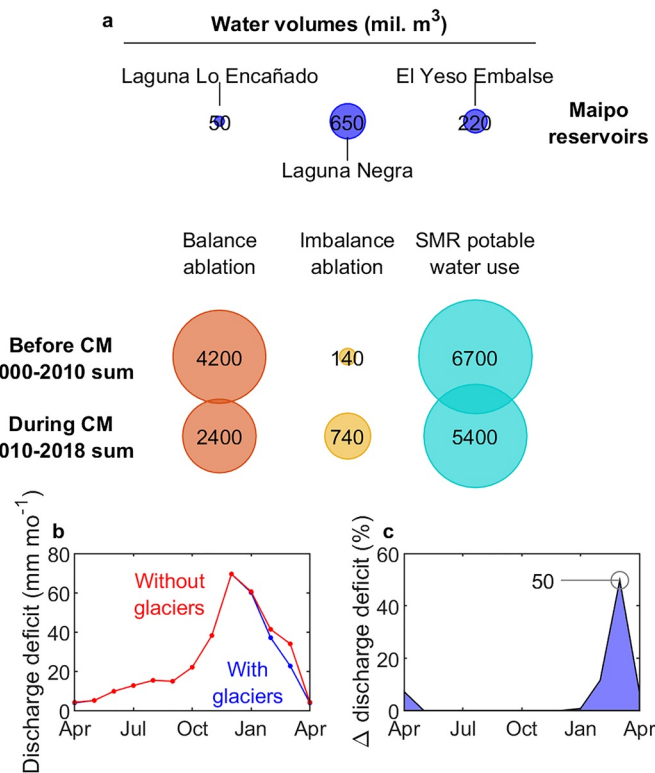 a
Water volumes (mil. m³)
Laguna Lo Encañado
El Yeso Embalse
50
650
220
Maipo
reservoirs
Laguna Negra
Balance
ablation
Imbalance
ablation
SMR potable
water use
Before CM
000-2010 sum
4200
140
6700
During CM
010-2018 sum
2400
740
5400
b
Discharge deficit (mm mo⁻¹)
80
60
40
20
0
Without
glaciers
With
glaciers
Apr
Jul
Oct
Jan
Apr
c
Δ discharge deficit (%)
60
40
20
0
50
Apr
Jul
Oct
Jan
Apr